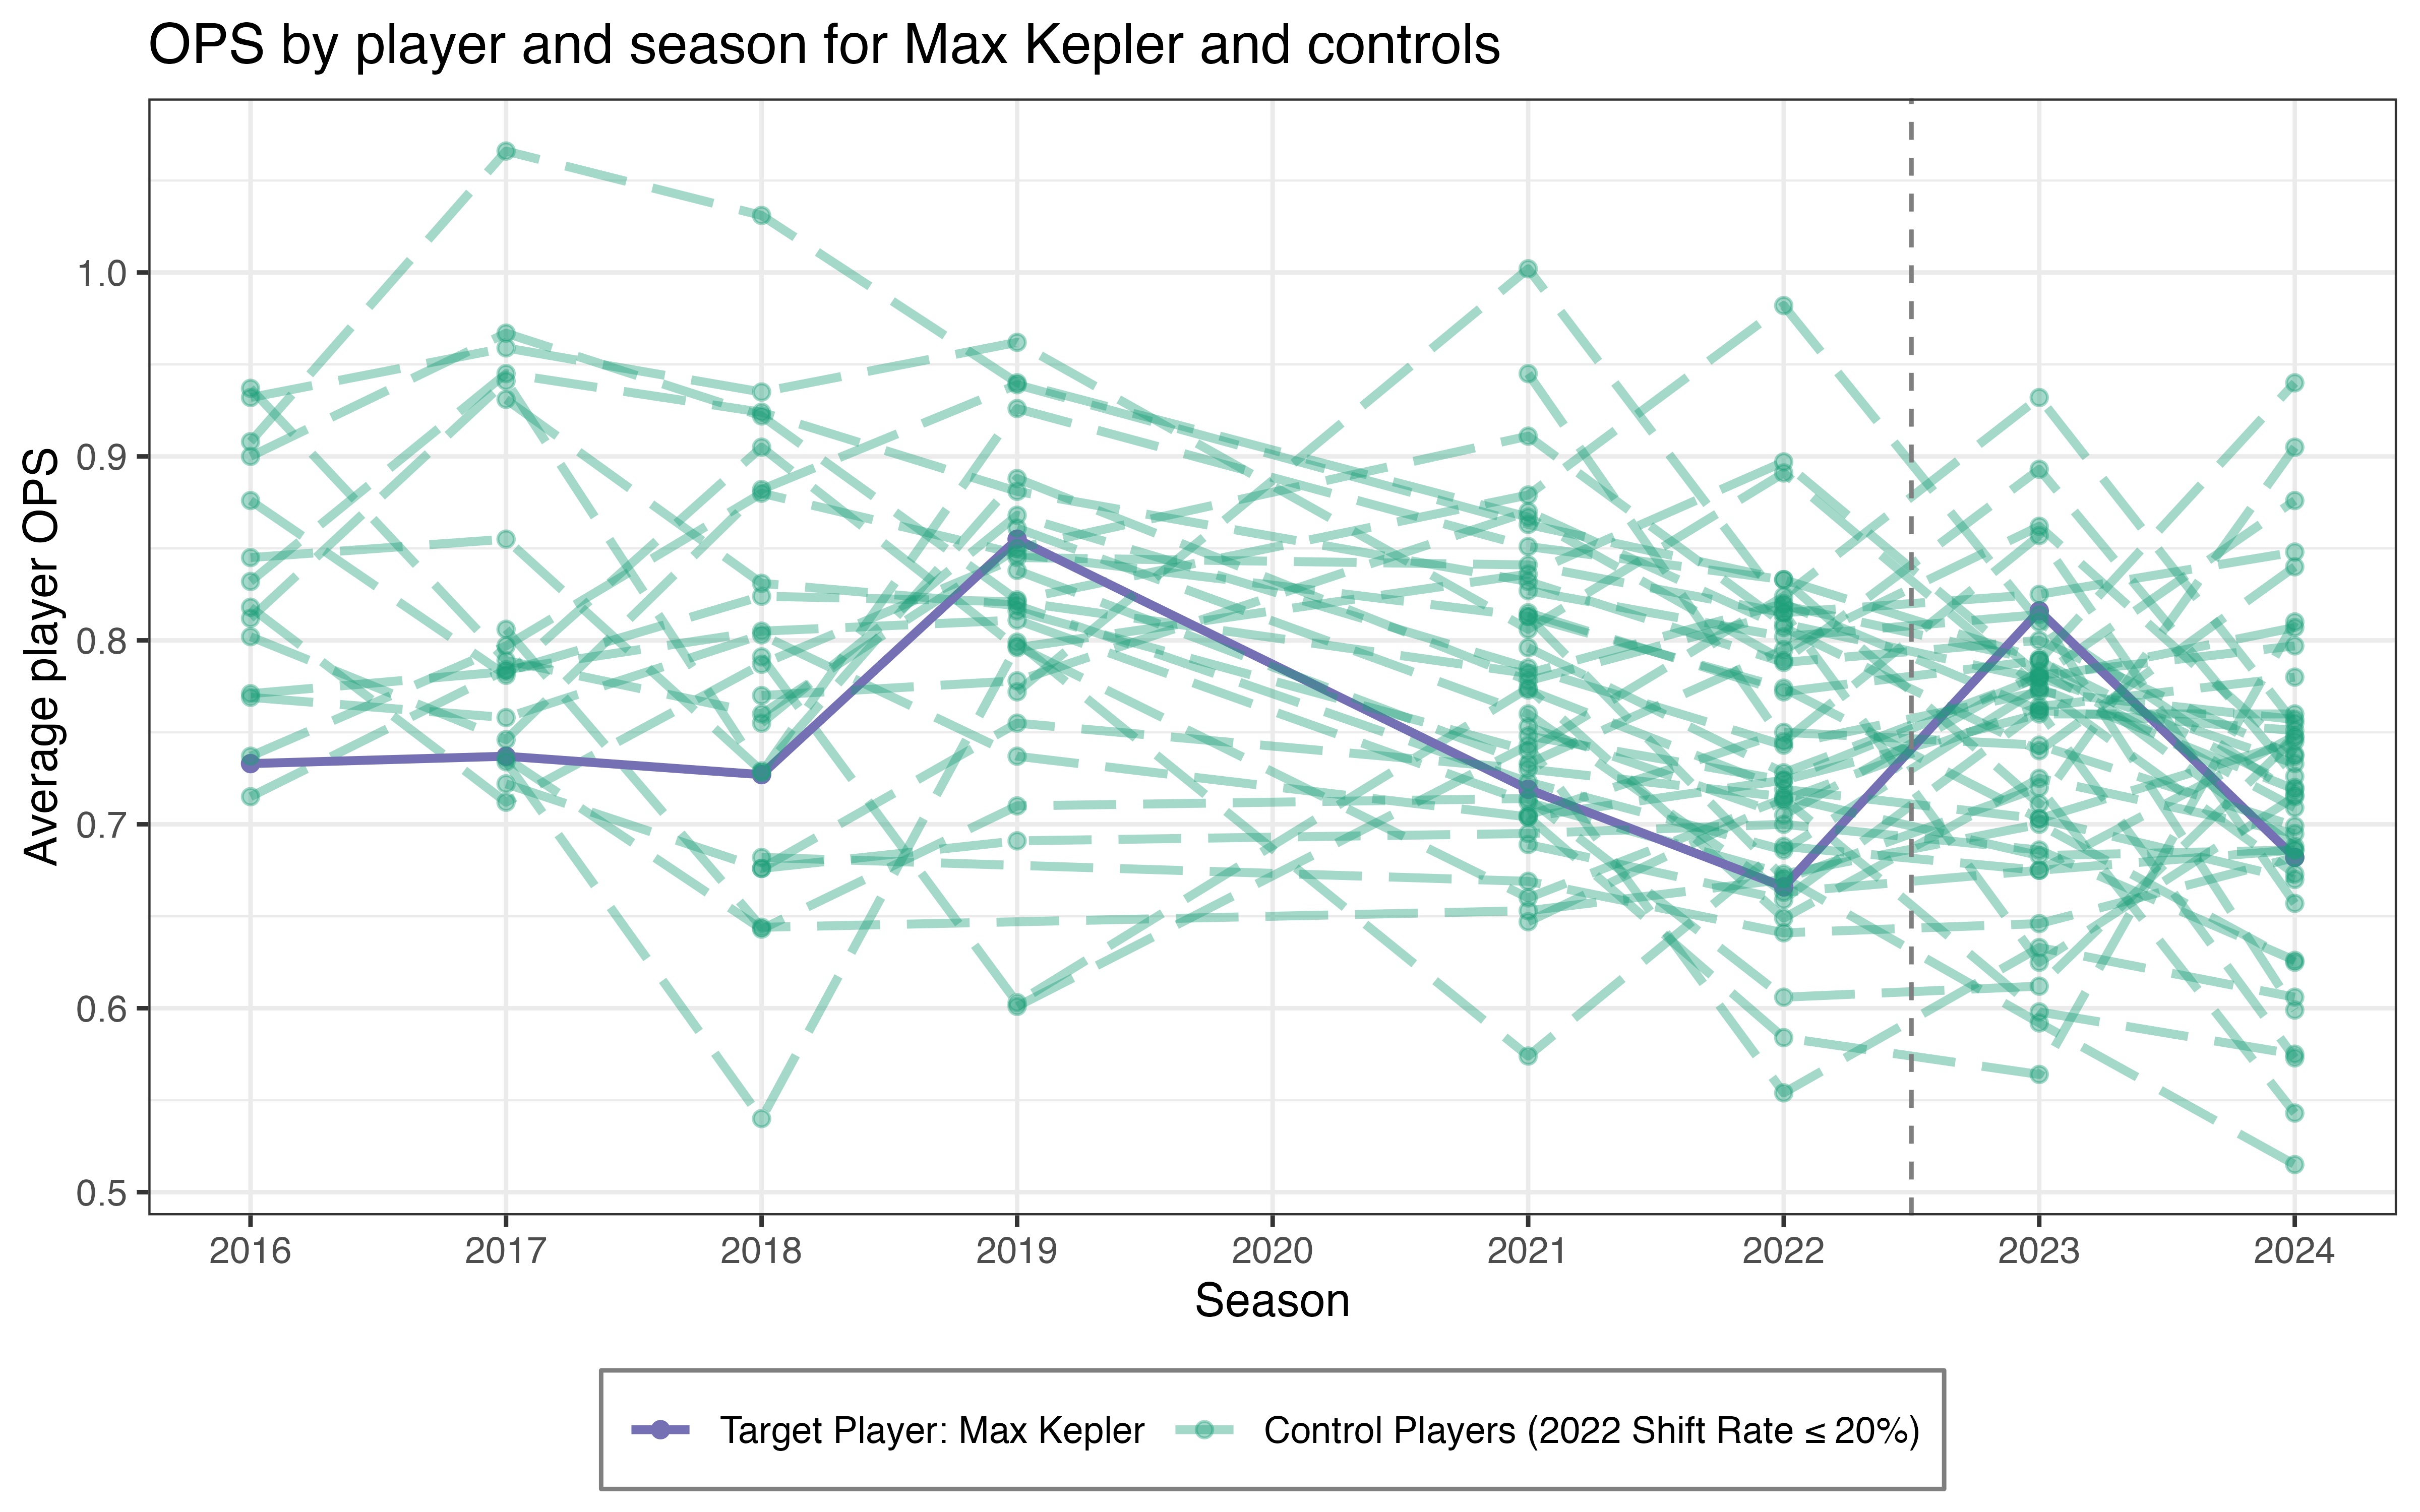 OPS by player and season for Max Kepler and controls
Average player OPS
1.0
0.9
0.8
0.7
0.6
0.5
2016 2017 2018 2019 2020 2021 2022 2023 2024
Season
Target Player: Max Kepler Control Players (2022 Shift Rate ≤ 20%)